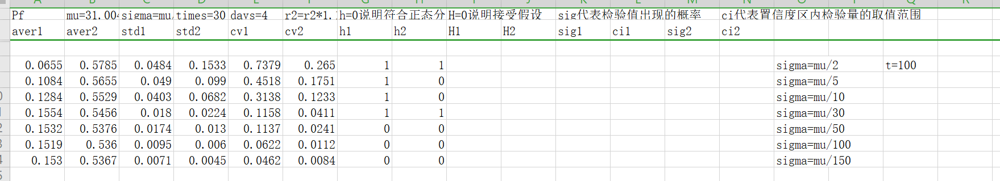 Pf mu=31.004 sigma=mu, times=30 days=4 r2=r2*1. h=0说明符合正态分 H=0说明接受假设 sig代表检验值出现的概率 ci代表置信度区内检验量的取值范围
aver1 aver2 std1 std2 cv1 cv2 h1 h2 H1 H2 sig1 ci1 sig2 ci2
0.0655 0.5785 0.0484 0.1533 0.7379 0.265 1 1 sigma=mu/2 t=100
0.1084 0.5655 0.049 0.099 0.4518 0.1751 1 0 sigma=mu/5
0.1284 0.5529 0.0403 0.0682 0.3138 0.1233 1 0 sigma=mu/10
0.1554 0.5456 0.018 0.0224 0.1158 0.0411 1 1 sigma=mu/30
0.1532 0.5376 0.0174 0.013 0.1137 0.0241 0 0 sigma=mu/50
0.1519 0.536 0.0095 0.006 0.0622 0.0112 0 0 sigma=mu/100
0.153 0.5367 0.0071 0.0045 0.0462 0.0084 0 0 sigma=mu/150